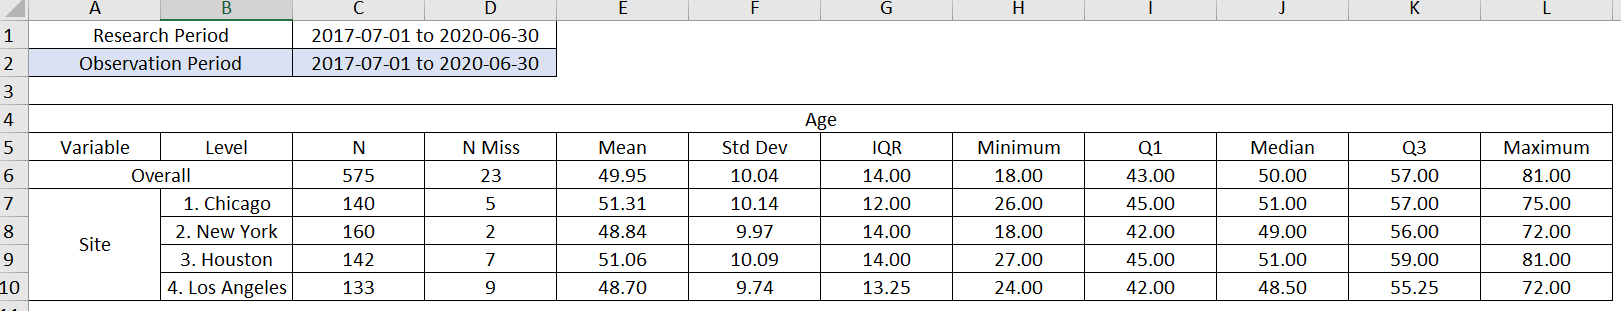 A B C D E F G H I J K L
1 Research Period 2017-07-01 to 2020-06-30
2 Observation Period 2017-07-01 to 2020-06-30
3
4 Age
5 Variable Level N N Miss Mean Std Dev IQR Minimum Q1 Median Q3 Maximum
6 Overall 575 23 49.95 10.04 14.00 18.00 43.00 50.00 57.00 81.00
7 1. Chicago 140 5 51.31 10.14 12.00 26.00 45.00 51.00 57.00 75.00
8 2. New York 160 2 48.84 9.97 14.00 18.00 42.00 49.00 56.00 72.00
Site
9 3. Houston 142 7 51.06 10.09 14.00 27.00 45.00 51.00 59.00 81.00
10 4. Los Angeles 133 9 48.70 9.74 13.25 24.00 42.00 48.50 55.25 72.00